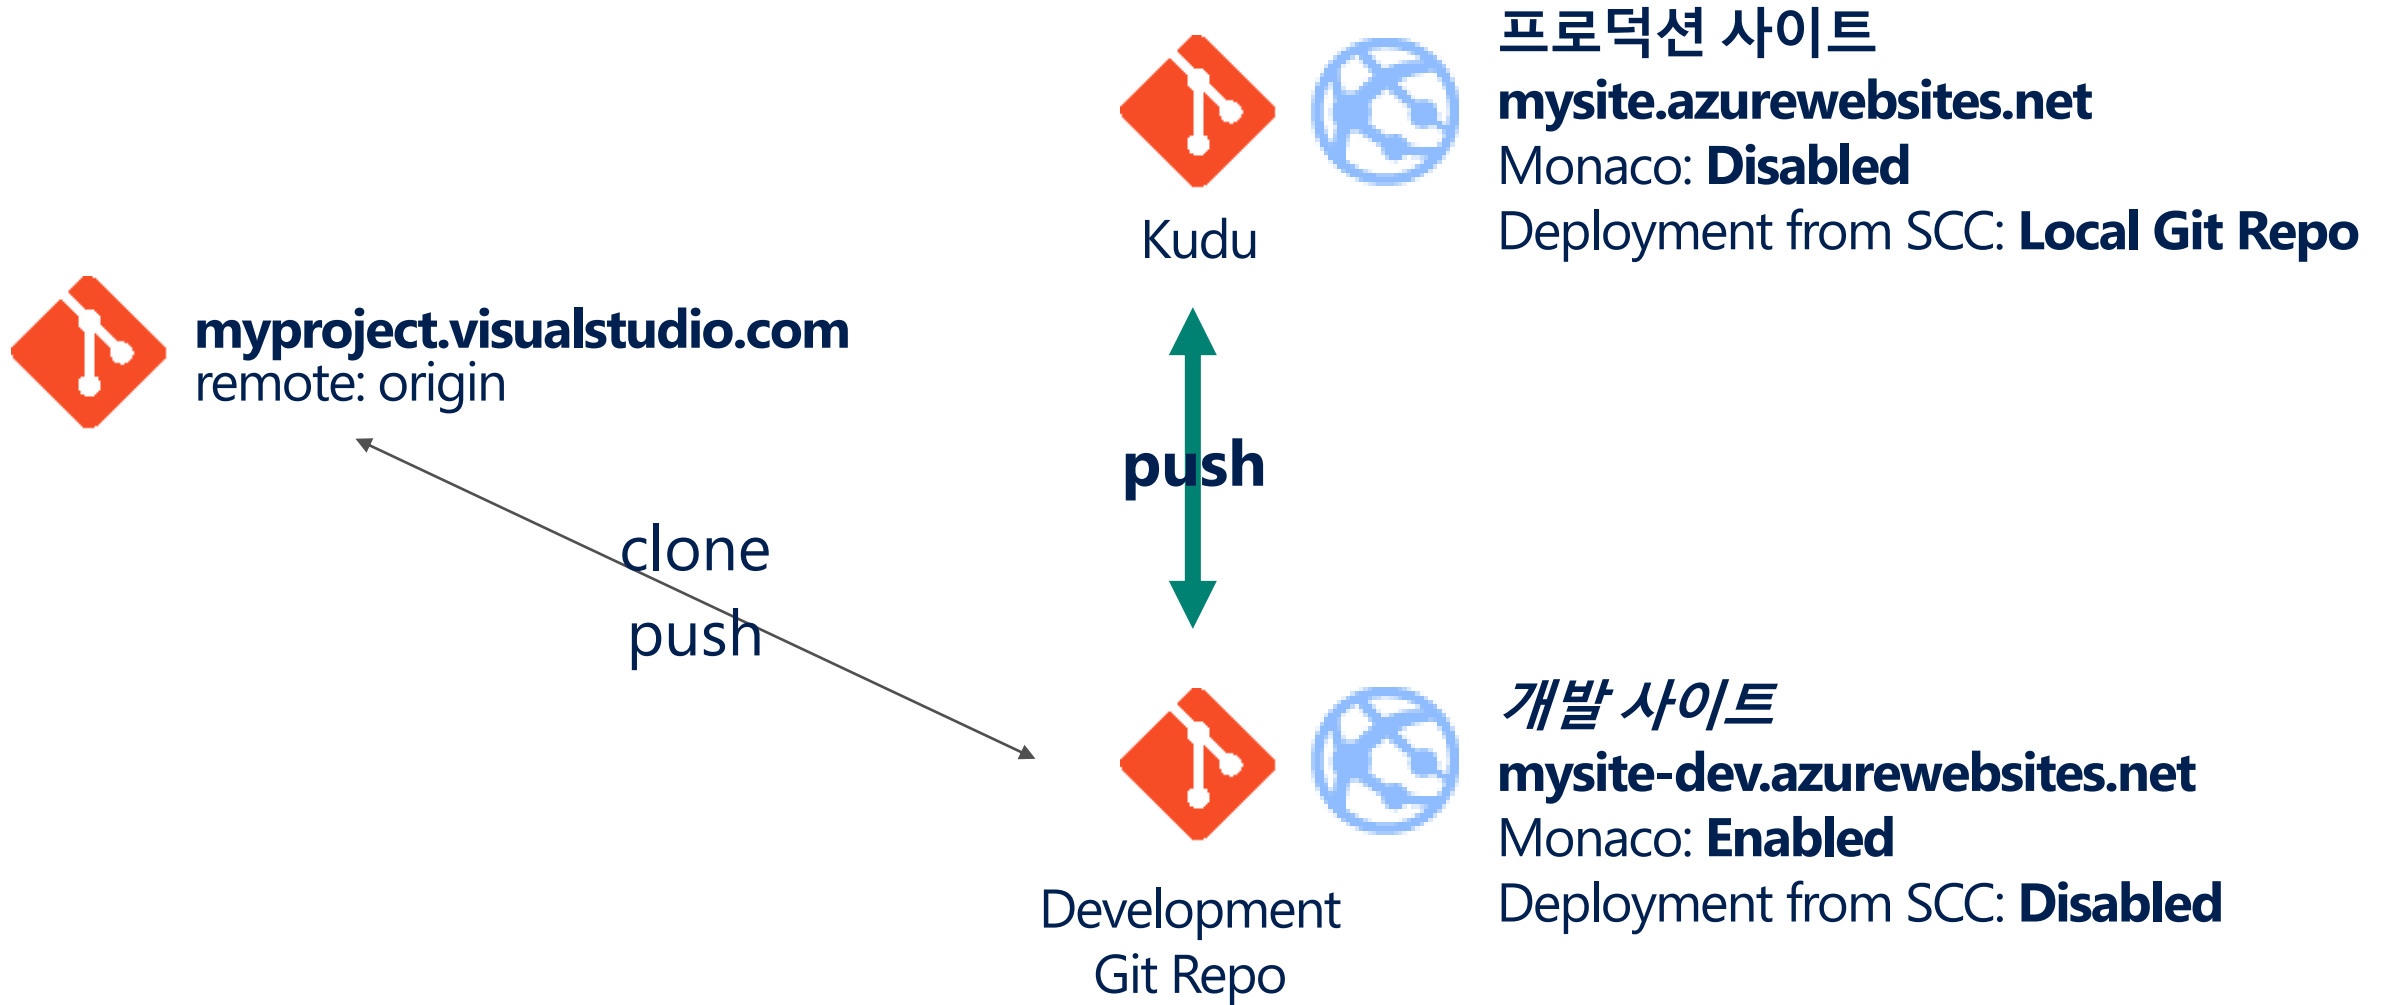 프로덕션 사이트
mysite.azurewebsites.net
Monaco: Disabled
Deployment from SCC: Local Git Repo
Kudu
myproject.visualstudio.com
remote: origin
push
clone
push
개발 사이트
mysite-dev.azurewebsites.net
Monaco: Enabled
Deployment from SCC: Disabled
Development
Git Repo